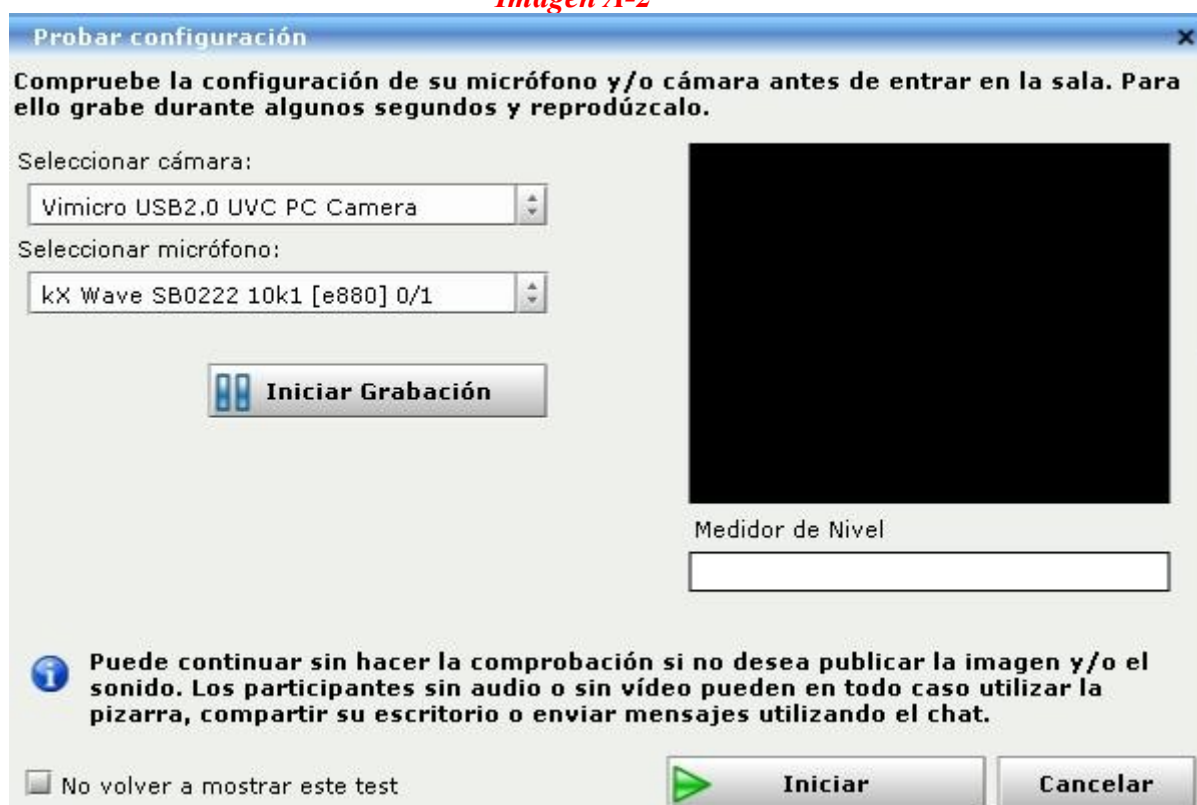 Imagen A-2
Probar configuración
Compruebe la configuración de su micrófono y/o cámara antes de entrar en la sala. Para
ello grabe durante algunos segundos y reprodúzcalo.
Seleccionar cámara:
Vimicro USB2.0 UVC PC Camera
Seleccionar micrófono:
kX Wave SB0222 10k1 [e880] 0/1
Iniciar Grabación
Medidor de Nivel
Puede continuar sin hacer la comprobación si no desea publicar la imagen y/o el
sonido. Los participantes sin audio o sin vídeo pueden en todo caso utilizar la
pizarra, compartir su escritorio o enviar mensajes utilizando el chat.
No volver a mostrar este test
Iniciar
Cancelar